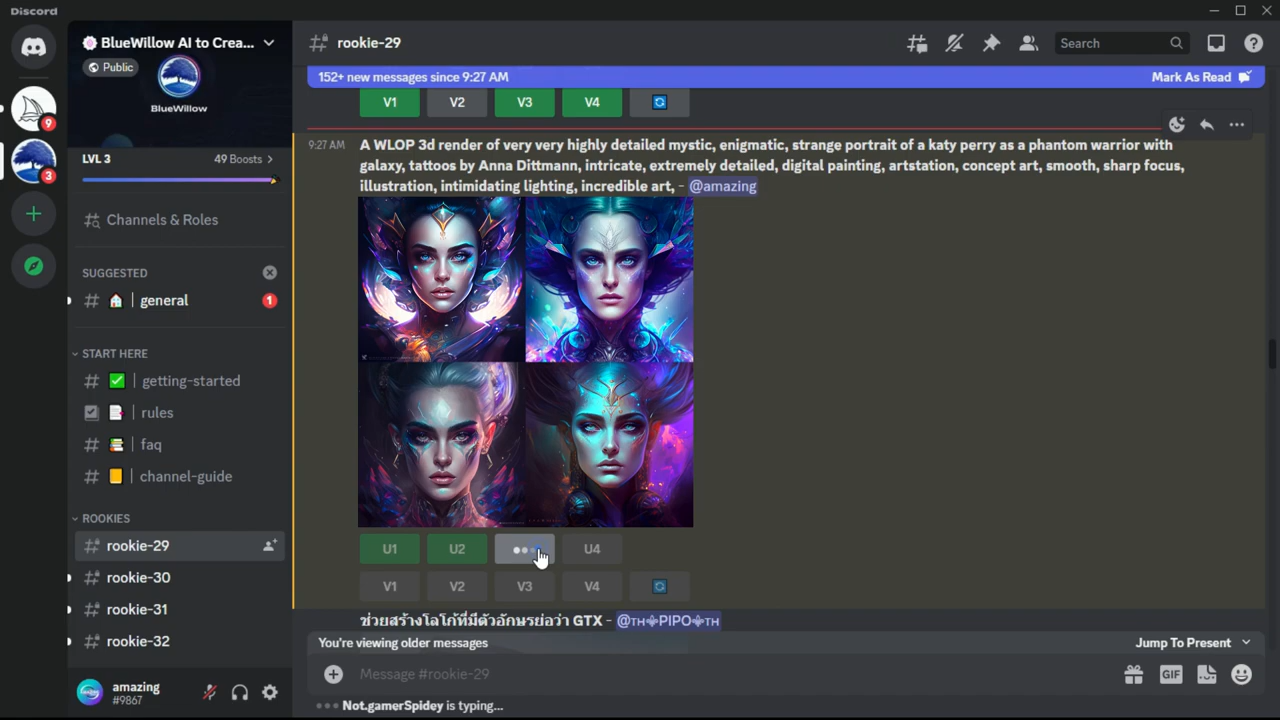 Discord
BlueWillow AI to Crea...
Public
BlueWillow
LVL 3
49 Boosts
Channels & Roles
SUGGESTED
general
1
START HERE
getting-started
rules
faq
channel-guide
ROOKIES
rookie-29
rookie-30
rookie-31
rookie-32
amazing
#9867
9
3
rookie-29
Search
152+ new messages since 9:27 AM
Mark As Read
V1 V2 V3 V4
9:27 AM
A WLOP 3d render of very very highly detailed mystic, enigmatic, strange portrait of a katy perry as a phantom warrior with
galaxy, tattoos by Anna Dittmann, intricate, extremely detailed, digital painting, artstation, concept art, smooth, sharp focus,
illustration, intimidating lighting, incredible art, - @amazing
U1 U2 U4
V1 V2 V3 V4
ช่วยสร้างโลโก้ที่มีตัวอักษรย่อว่า GTX - @ᴛʜ⚜PIPO⚜ᴛʜ
You're viewing older messages
Jump To Present
Message #rookie-29
GIF
Not.gamerSpidey is typing...